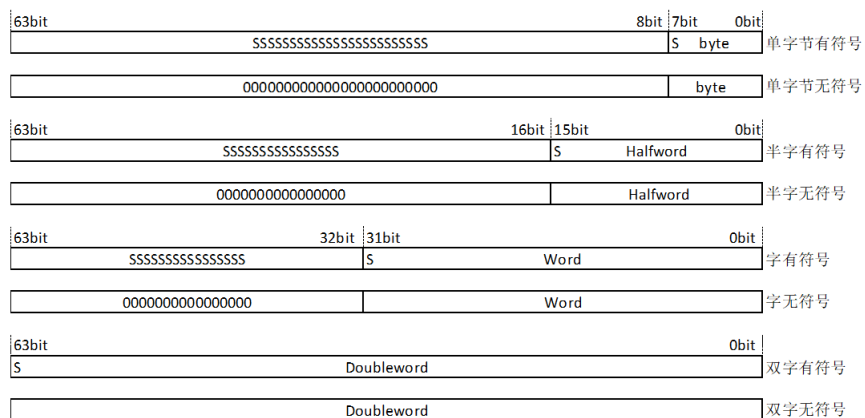 63bit 8bit 7bit 0bit
SSSSSSSSSSSSSSSSSSSSSSSS S byte 单字节有符号
000000000000000000000000 byte 单字节无符号
63bit 16bit 15bit 0bit
SSSSSSSSSSSSSSSS S Halfword 半字有符号
0000000000000000 Halfword 半字无符号
63bit 32bit 31bit 0bit
SSSSSSSSSSSSSSSS S Word 字有符号
0000000000000000 Word 字无符号
63bit 0bit
S Doubleword 双字有符号
Doubleword 双字无符号